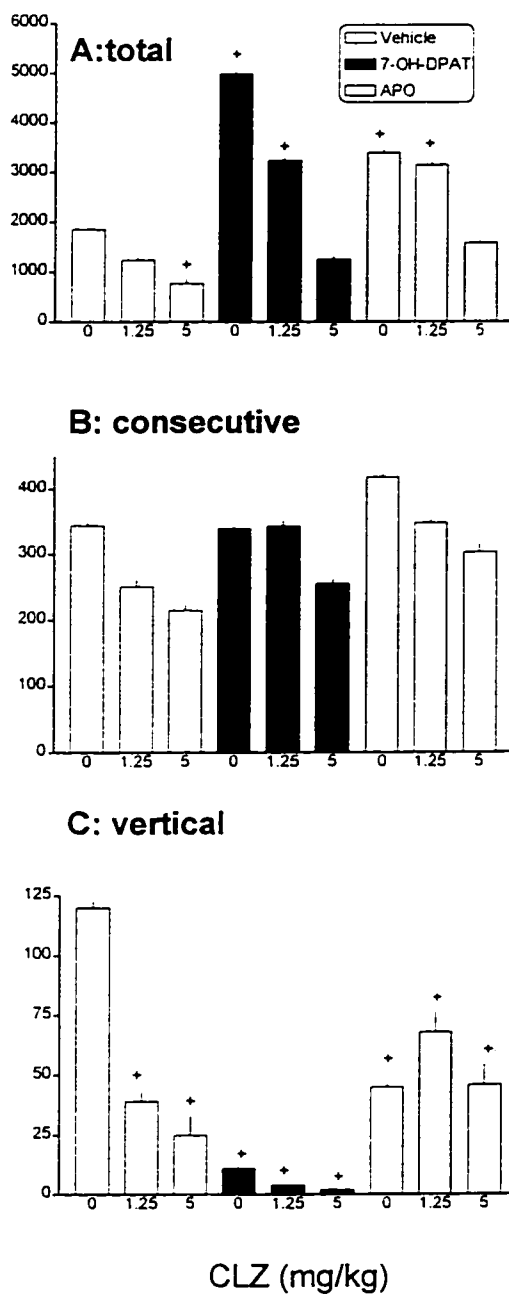 A:total
Vehicle
7-OH-DPAT
APO
6000
5000
4000
3000
2000
1000
0
+ + + + +
0 1.25 5 0 1.25 5 0 1.25 5
B: consecutive
400
300
200
100
0
0 1.25 5 0 1.25 5 0 1.25 5
C: vertical
125
100
75
50
25
0
+ + + + + + + +
0 1.25 5 0 1.25 5 0 1.25 5
CLZ (mg/kg)